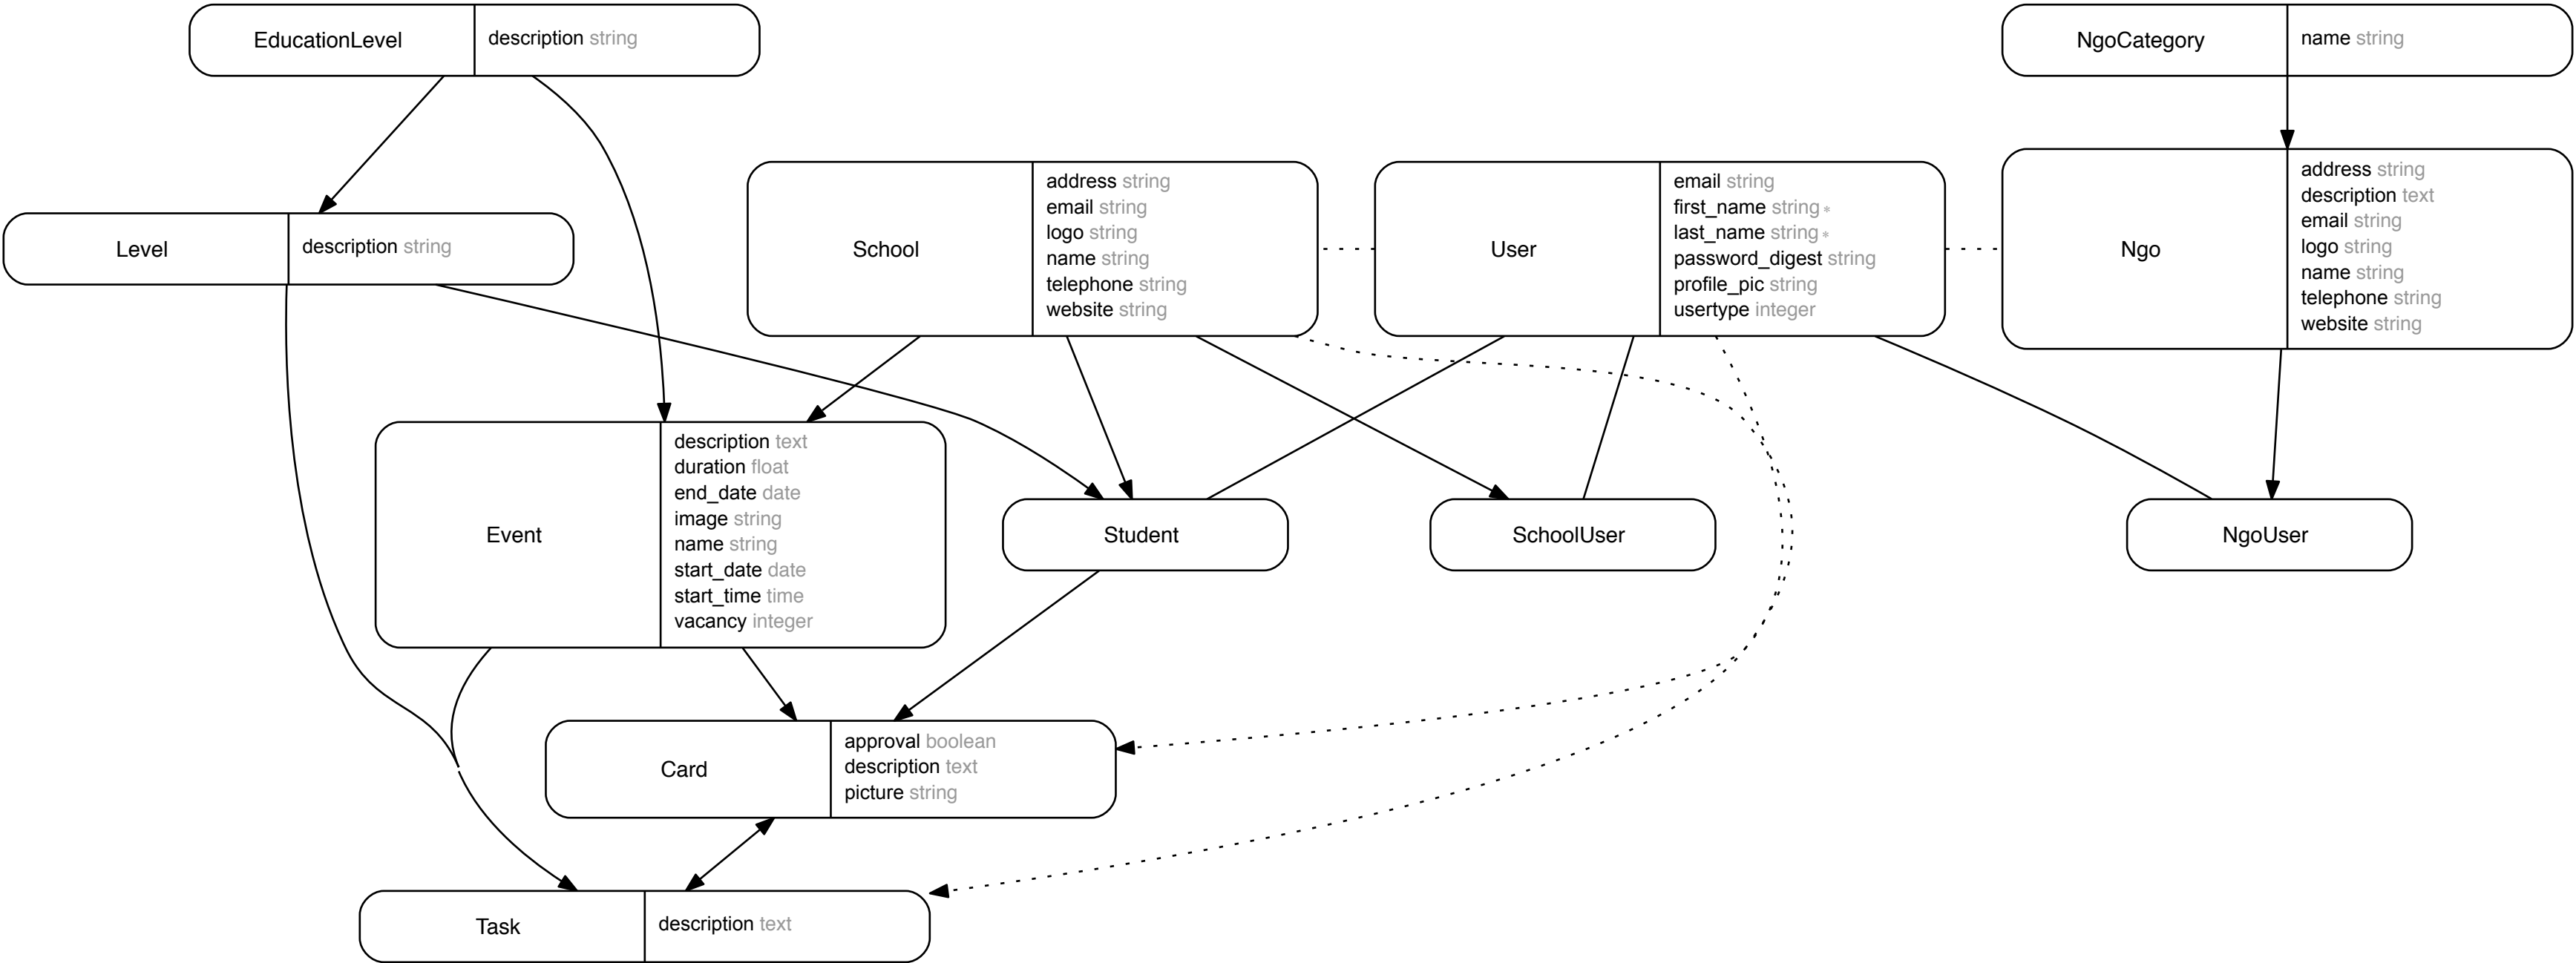 EducationLevel
description string
NgoCategory
name string
Level
description string
School
address string
email string
logo string
name string
telephone string
website string
User
email string
first_name string *
last_name string *
password_digest string
profile_pic string
usertype integer
Ngo
address string
description text
email string
logo string
name string
telephone string
website string
Event
description text
duration float
end_date date
image string
name string
start_date date
start_time time
vacancy integer
Student
SchoolUser
NgoUser
Card
approval boolean
description text
picture string
Task
description text